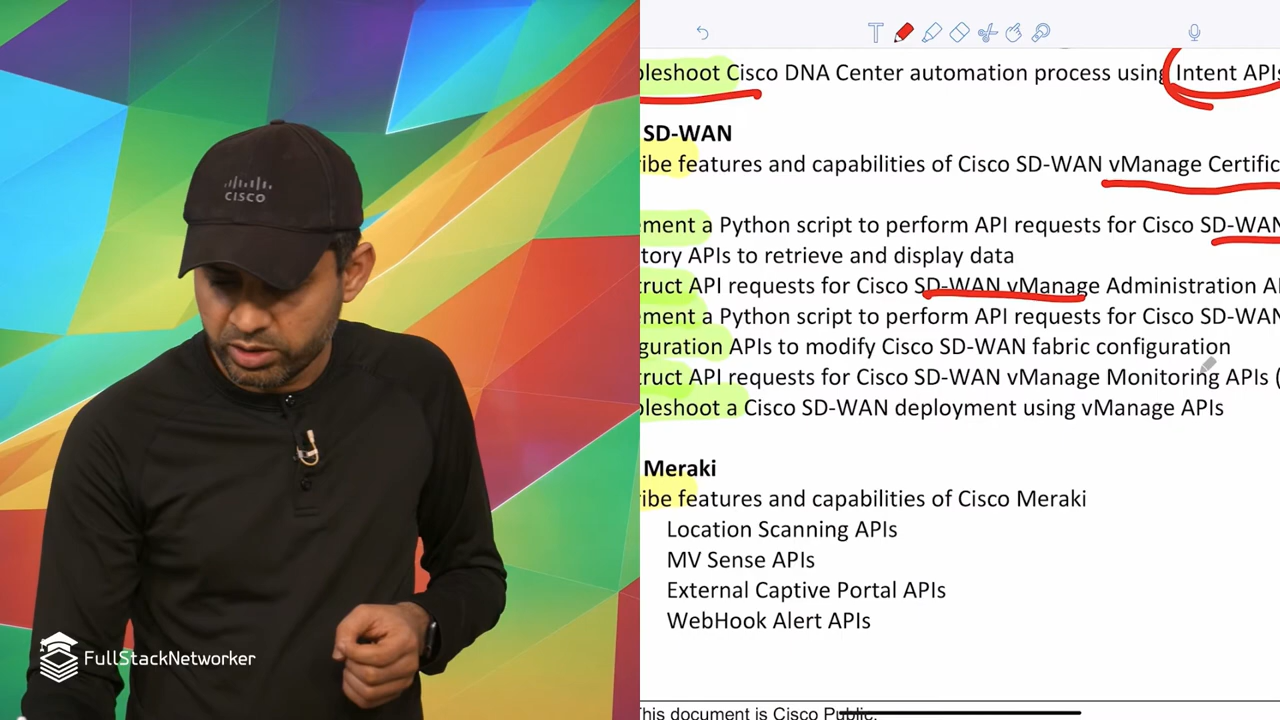 CISCO
FullStackNetworker
T
bleshoot Cisco DNA Center automation process using Intent APIs
SD-WAN
ibe features and capabilities of Cisco SD-WAN vManage Certific
ement a Python script to perform API requests for Cisco SD-WAN
tory APIs to retrieve and display data
truct API requests for Cisco SD-WAN vManage Administration A
ement a Python script to perform API requests for Cisco SD-WAN
guration APIs to modify Cisco SD-WAN fabric configuration
truct API requests for Cisco SD-WAN vManage Monitoring APIs (
bleshoot a Cisco SD-WAN deployment using vManage APIs
Meraki
ibe features and capabilities of Cisco Meraki
Location Scanning APIs
MV Sense APIs
External Captive Portal APIs
WebHook Alert APIs
This document is Cisco Public.